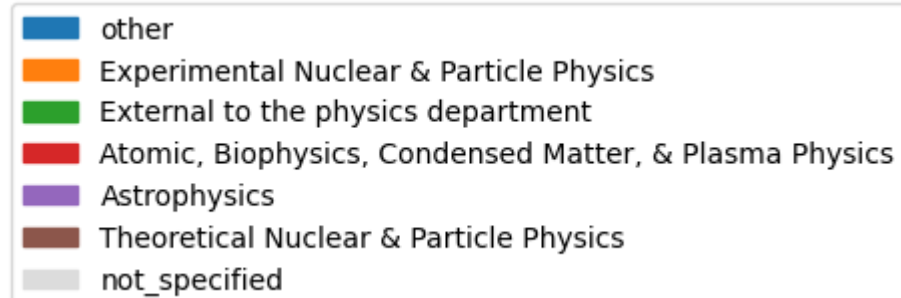 other
Experimental Nuclear & Particle Physics
External to the physics department
Atomic, Biophysics, Condensed Matter, & Plasma Physics
Astrophysics
Theoretical Nuclear & Particle Physics
not_specified